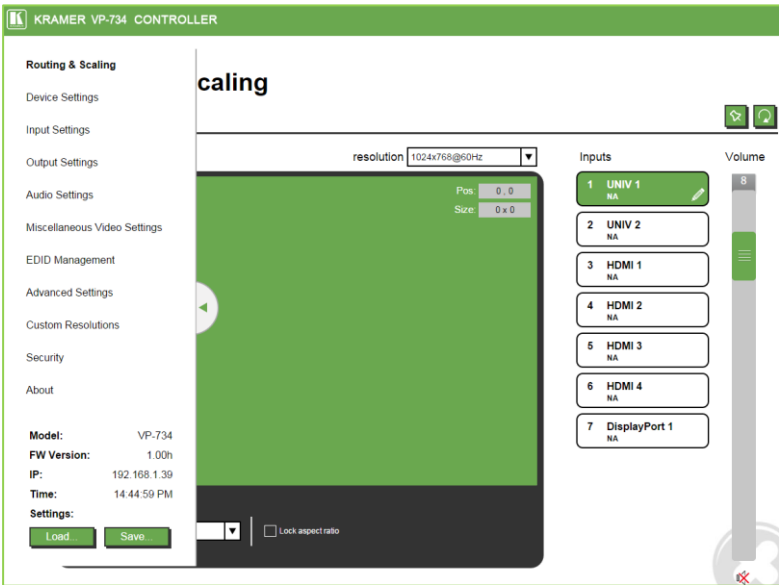 KRAMER VP-734 CONTROLLER
Routing & Scaling
caling
Device Settings
Input Settings
Output Settings
Audio Settings
Miscellaneous Video Settings
EDID Management
Advanced Settings
Custom Resolutions
Security
About
Model: VP-734
FW Version: 1.00h
IP: 192.168.1.39
Time: 14:44:59 PM
Settings:
Load... Save...
resolution 1024x768@60Hz
Pos: 0 , 0
Size: 0 x 0
Lock aspect ratio
Inputs
1 UNIV 1
NA
2 UNIV 2
NA
3 HDMI 1
NA
4 HDMI 2
NA
5 HDMI 3
NA
6 HDMI 4
NA
7 DisplayPort 1
NA
Volume
8